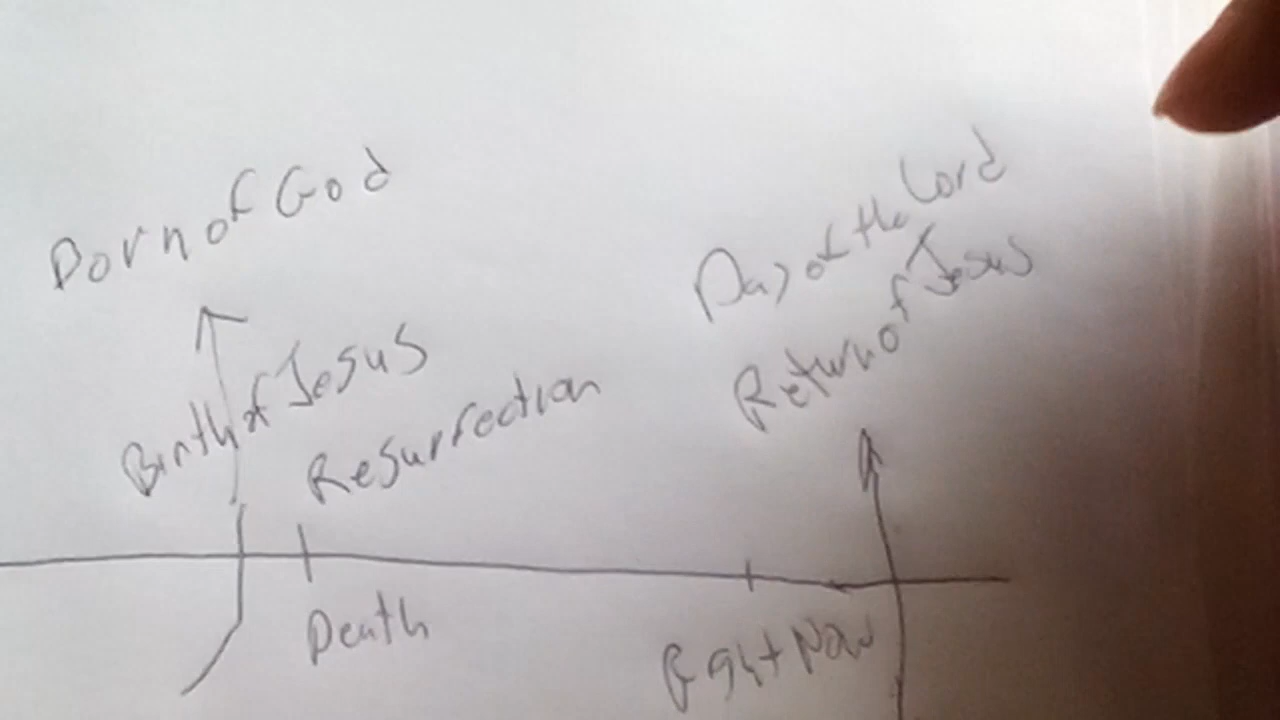 Born of God
Birth of Jesus
Resurrection
Death
Day of the Lord
Return of Jesus
Right Now